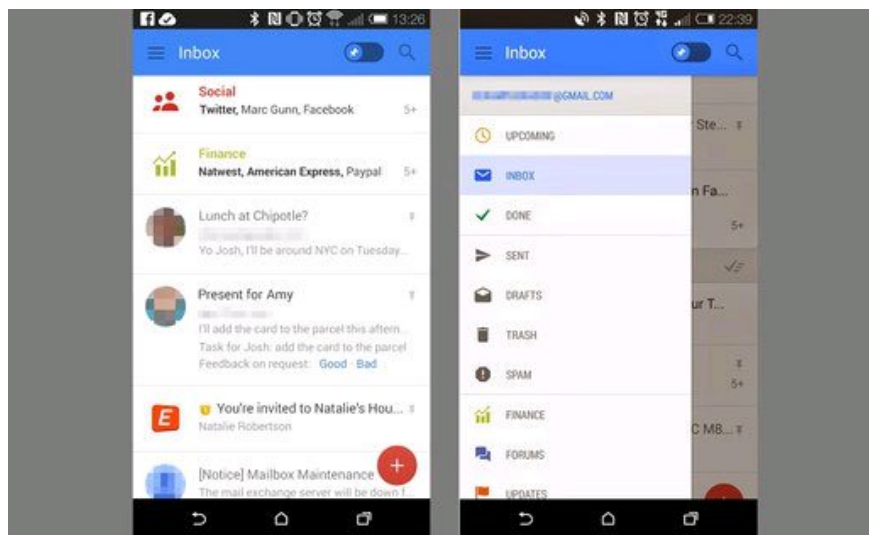 13:26
Inbox
Social
Twitter, Marc Gunn, Facebook 5+
Finance
Natwest, American Express, Paypal 5+
Lunch at Chipotle?
Yo Josh, I'll be around NYC on Tuesday...
Present for Amy
I'll add the card to the parcel this aftern...
Task for Josh: add the card to the parcel
Feedback on request: Good Bad
E
You're invited to Natalie's Hou...
Natalie Robertson
[Notice] Mailbox Maintenance
The mail exchange server will be down f...
22:39
Inbox
@GMAIL.COM
UPCOMING
INBOX
DONE
SENT
DRAFTS
TRASH
SPAM
FINANCE
FORUMS
UPDATES
Ste...
n Fa...
5+
ur T...
5+
C M8...